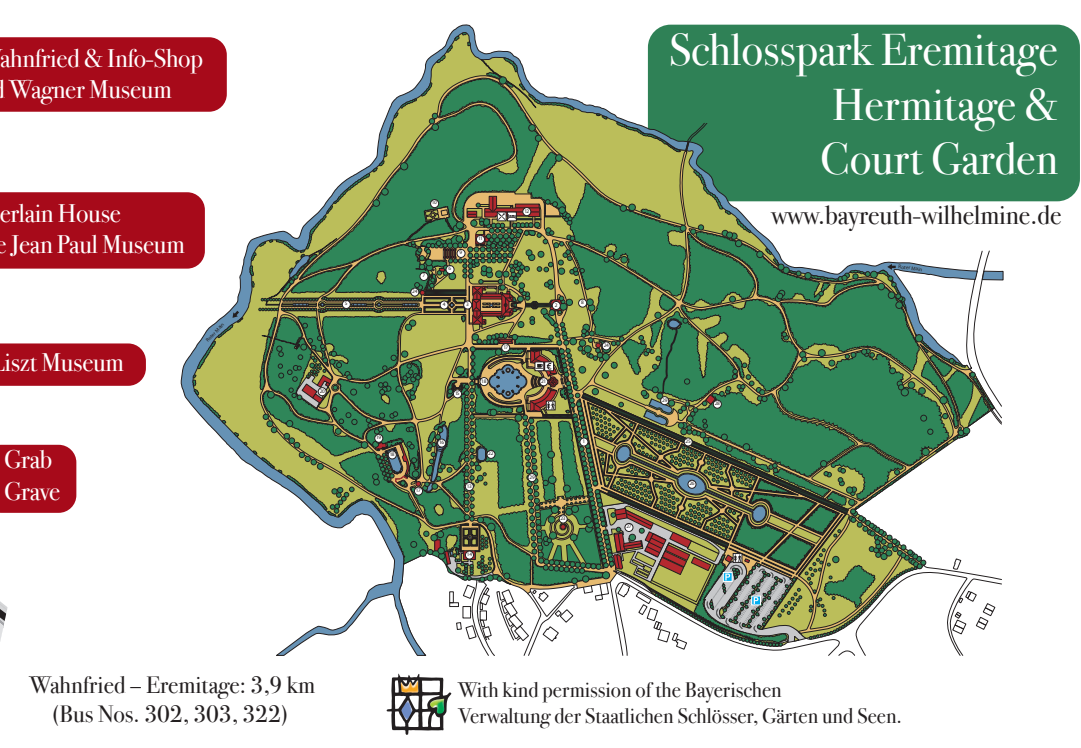 Wahnfried & Info-Shop
Wagner Museum
Schlosspark Eremitage
Hermitage &
Court Garden
www.bayreuth-wilhelmine.de
erlain House
e Jean Paul Museum
Liszt Museum
Grab
Grave
P
P
Wahnfried – Eremitage: 3,9 km
(Bus Nos. 302, 303, 322)
With kind permission of the Bayerischen
Verwaltung der Staatlichen Schlösser, Gärten und Seen.